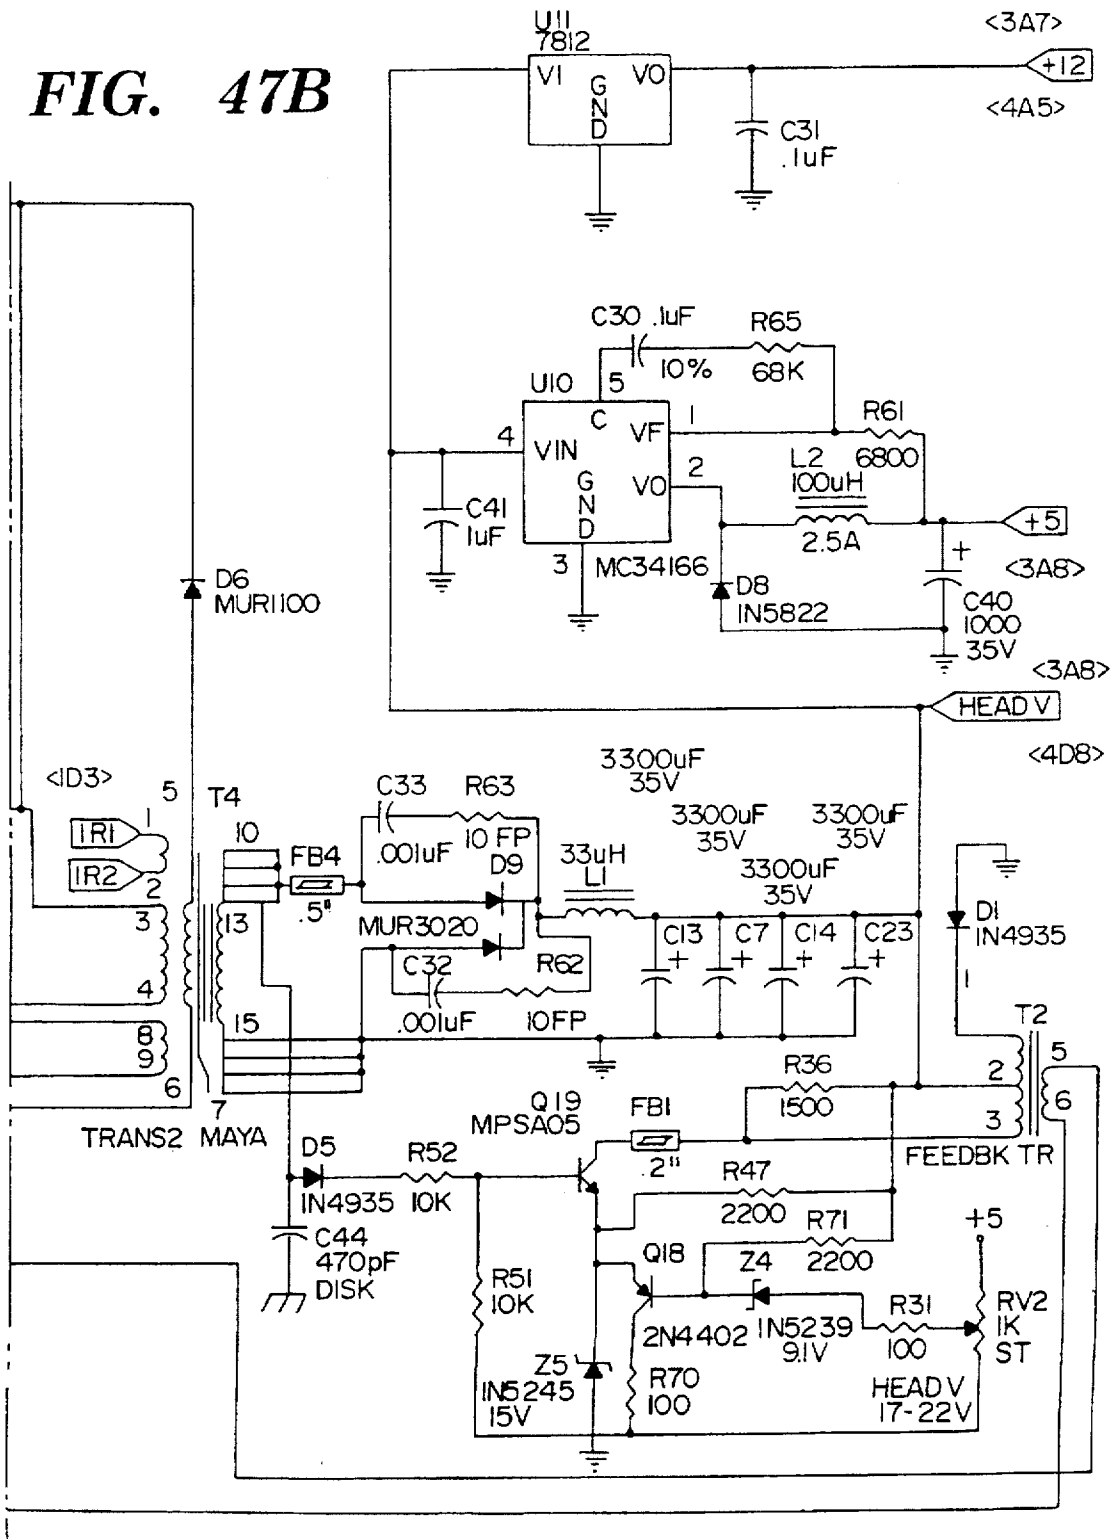 FIG. 47B
U11
7812
VI
VO
GND
<3A7>
+12
<4A5>
C31
.1uF
C30 .1uF
10%
R65
68K
U10
5
C
4
VIN
VF
1
R61
6800
2
VO
GND
L2
100uH
2.5A
C41
1uF
3
MC34166
+5
<3A8>
+
D8
1N5822
C40
1000
35V
D6
MUR1100
<3A8>
HEAD V
<4D8>
<1D3>
5
T4
1
1R1
1R2
2
3
4
8
9
6
7
10
13
15
TRANS2 MAYA
FB4
.5"
C33
.001uF
R63
10 FP
D9
MUR3020
C32
.001uF
R62
10FP
33uH
L1
3300uF
35V
3300uF
35V
3300uF
35V
3300uF
35V
C13
+
C7
+
C14
+
C23
+
D1
1N4935
1
T2
5
2
6
3
FEEDBK TR
R36
1500
Q19
MPSA05
FB1
.2"
D5
1N4935
R52
10K
R47
2200
R71
2200
+5
C44
470pF
DISK
R51
10K
Q18
2N4402
Z4
1N5239
9.1V
R31
100
RV2
1K
ST
Z5
1N5245
15V
R70
100
HEAD V
17-22V